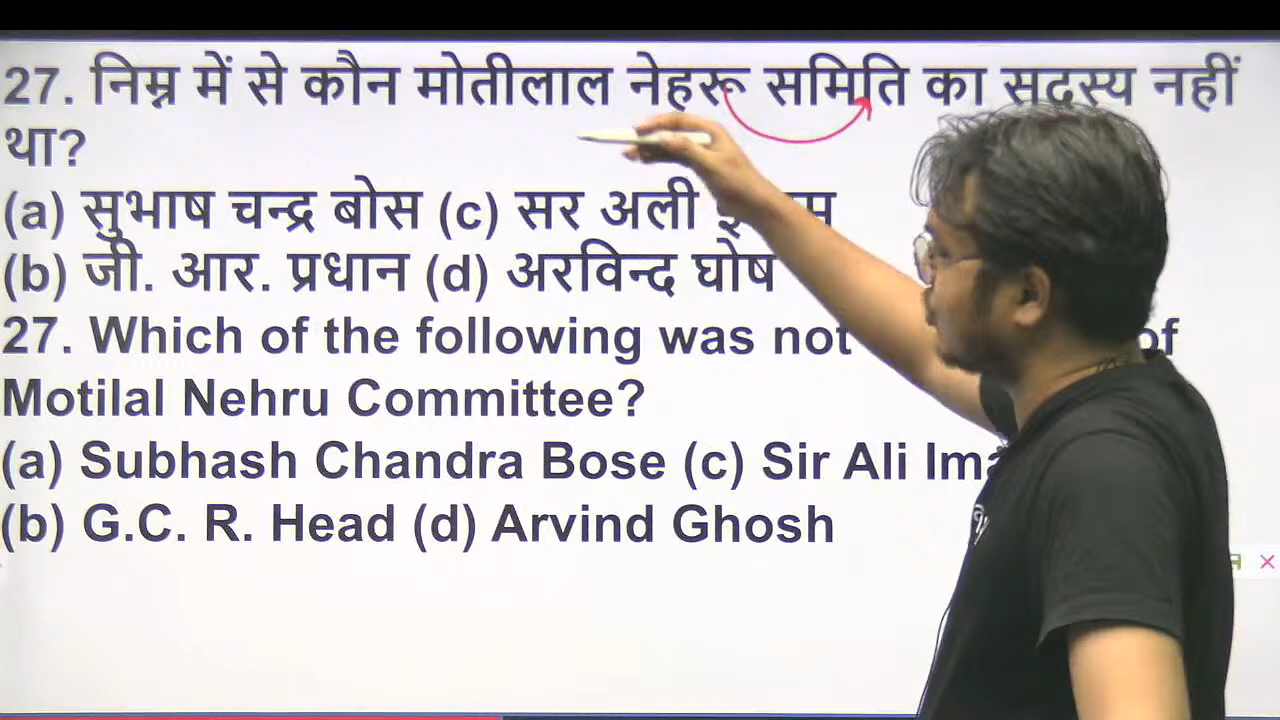 27. निम्न में से कौन मोतीलाल नेहरू समिति का सदस्य नहीं
था?
(a) सुभाष चन्द्र बोस (c) सर अली
(b) जी. आर. प्रधान (d) अरविन्द घोष
27. Which of the following was not of
Motilal Nehru Committee?
(a) Subhash Chandra Bose (c) Sir Ali
(b) G.C. R. Head (d) Arvind Ghosh